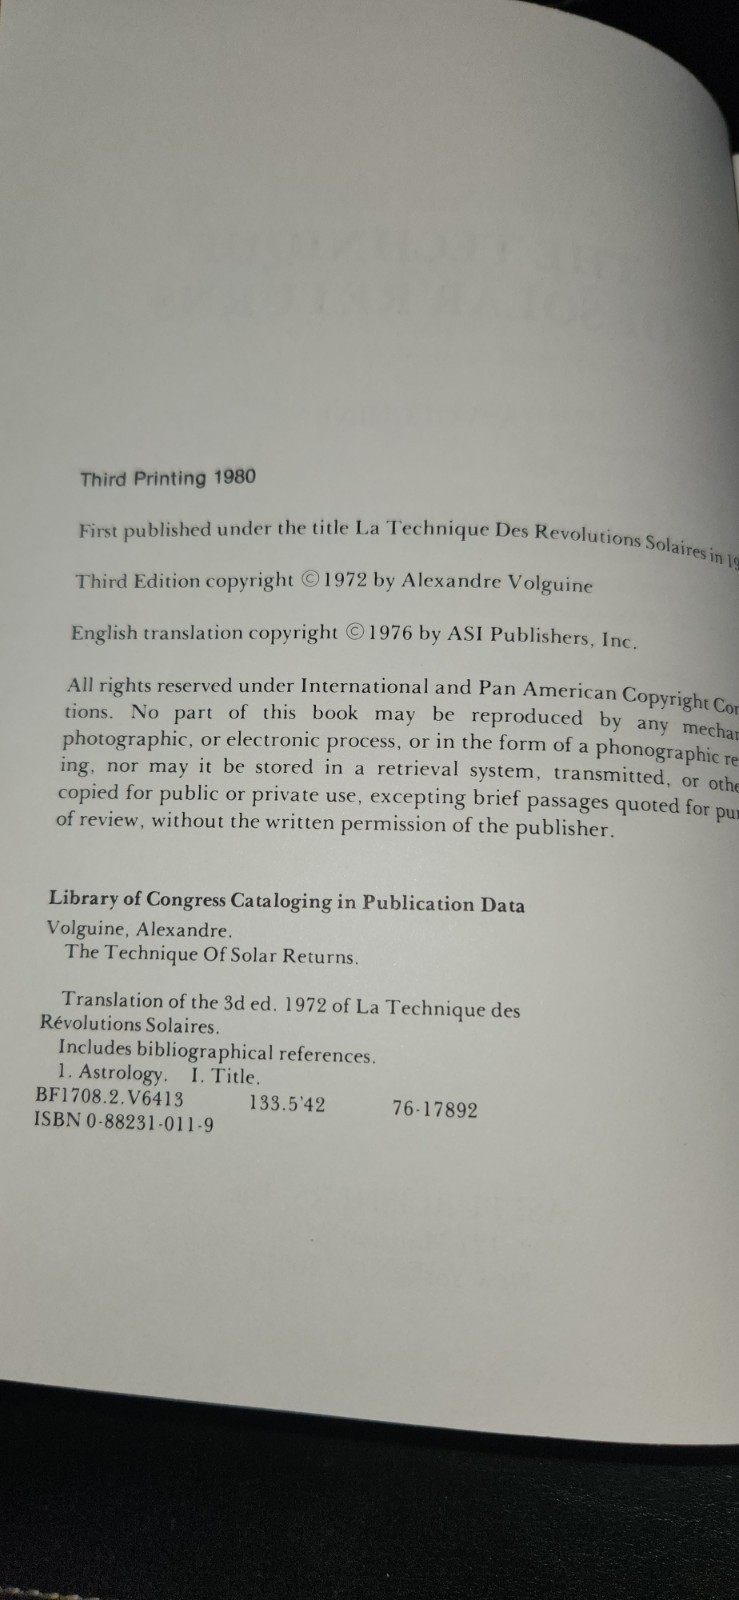 Third Printing 1980
First published under the title La Technique Des Revolutions Solaires in 19
Third Edition copyright ©1972 by Alexandre Volguine
English translation copyright ©1976 by ASI Publishers, Inc.
All rights reserved under International and Pan American Copyright Con
tions. No part of this book may be reproduced by any mechan
photographic, or electronic process, or in the form of a phonographic re
ing, nor may it be stored in a retrieval system, transmitted, or othe
copied for public or private use, excepting brief passages quoted for pur
of review, without the written permission of the publisher.
Library of Congress Cataloging in Publication Data
Volguine, Alexandre.
The Technique Of Solar Returns.
Translation of the 3d ed. 1972 of La Technique des
Révolutions Solaires.
Includes bibliographical references.
1. Astrology. I. Title.
BF1708.2.V6413 133.5'42 76-17892
ISBN 0-88231-011-9